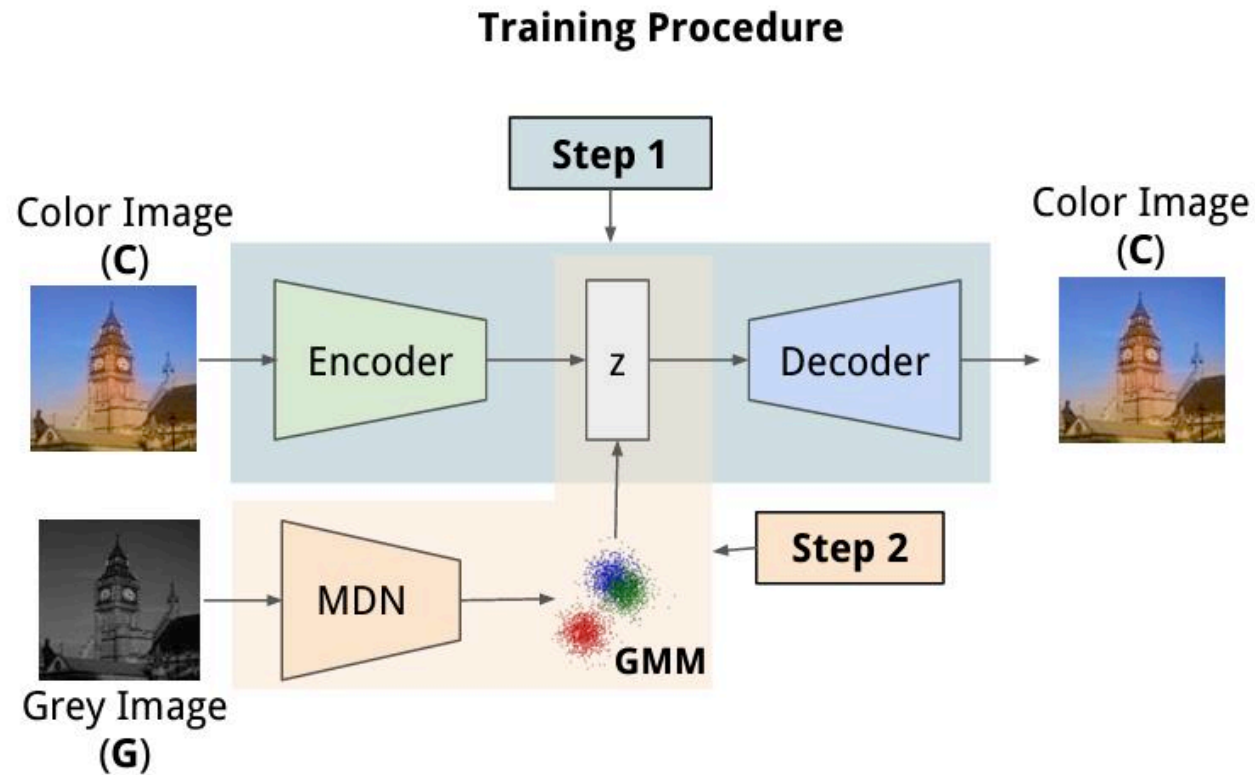 Training Procedure
Step 1
Color Image
(C)
Color Image
(C)
Encoder
z
Decoder
MDN
GMM
Step 2
Grey Image
(G)